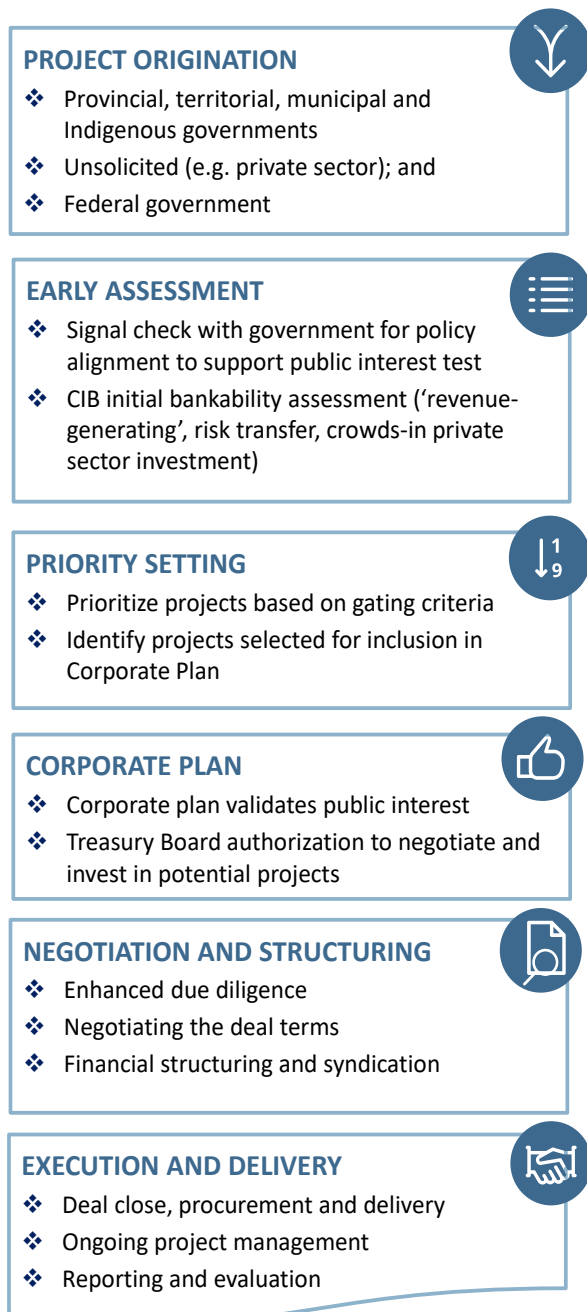 PROJECT ORIGINATION
❖ Provincial, territorial, municipal and
Indigenous governments
❖ Unsolicited (e.g. private sector); and
❖ Federal government
EARLY ASSESSMENT
❖ Signal check with government for policy
alignment to support public interest test
❖ CIB initial bankability assessment (‘revenue-
generating’, risk transfer, crowds-in private
sector investment)
1
9
PRIORITY SETTING
❖ Prioritize projects based on gating criteria
❖ Identify projects selected for inclusion in
Corporate Plan
CORPORATE PLAN
❖ Corporate plan validates public interest
❖ Treasury Board authorization to negotiate and
invest in potential projects
NEGOTIATION AND STRUCTURING
❖ Enhanced due diligence
❖ Negotiating the deal terms
❖ Financial structuring and syndication
EXECUTION AND DELIVERY
❖ Deal close, procurement and delivery
❖ Ongoing project management
❖ Reporting and evaluation